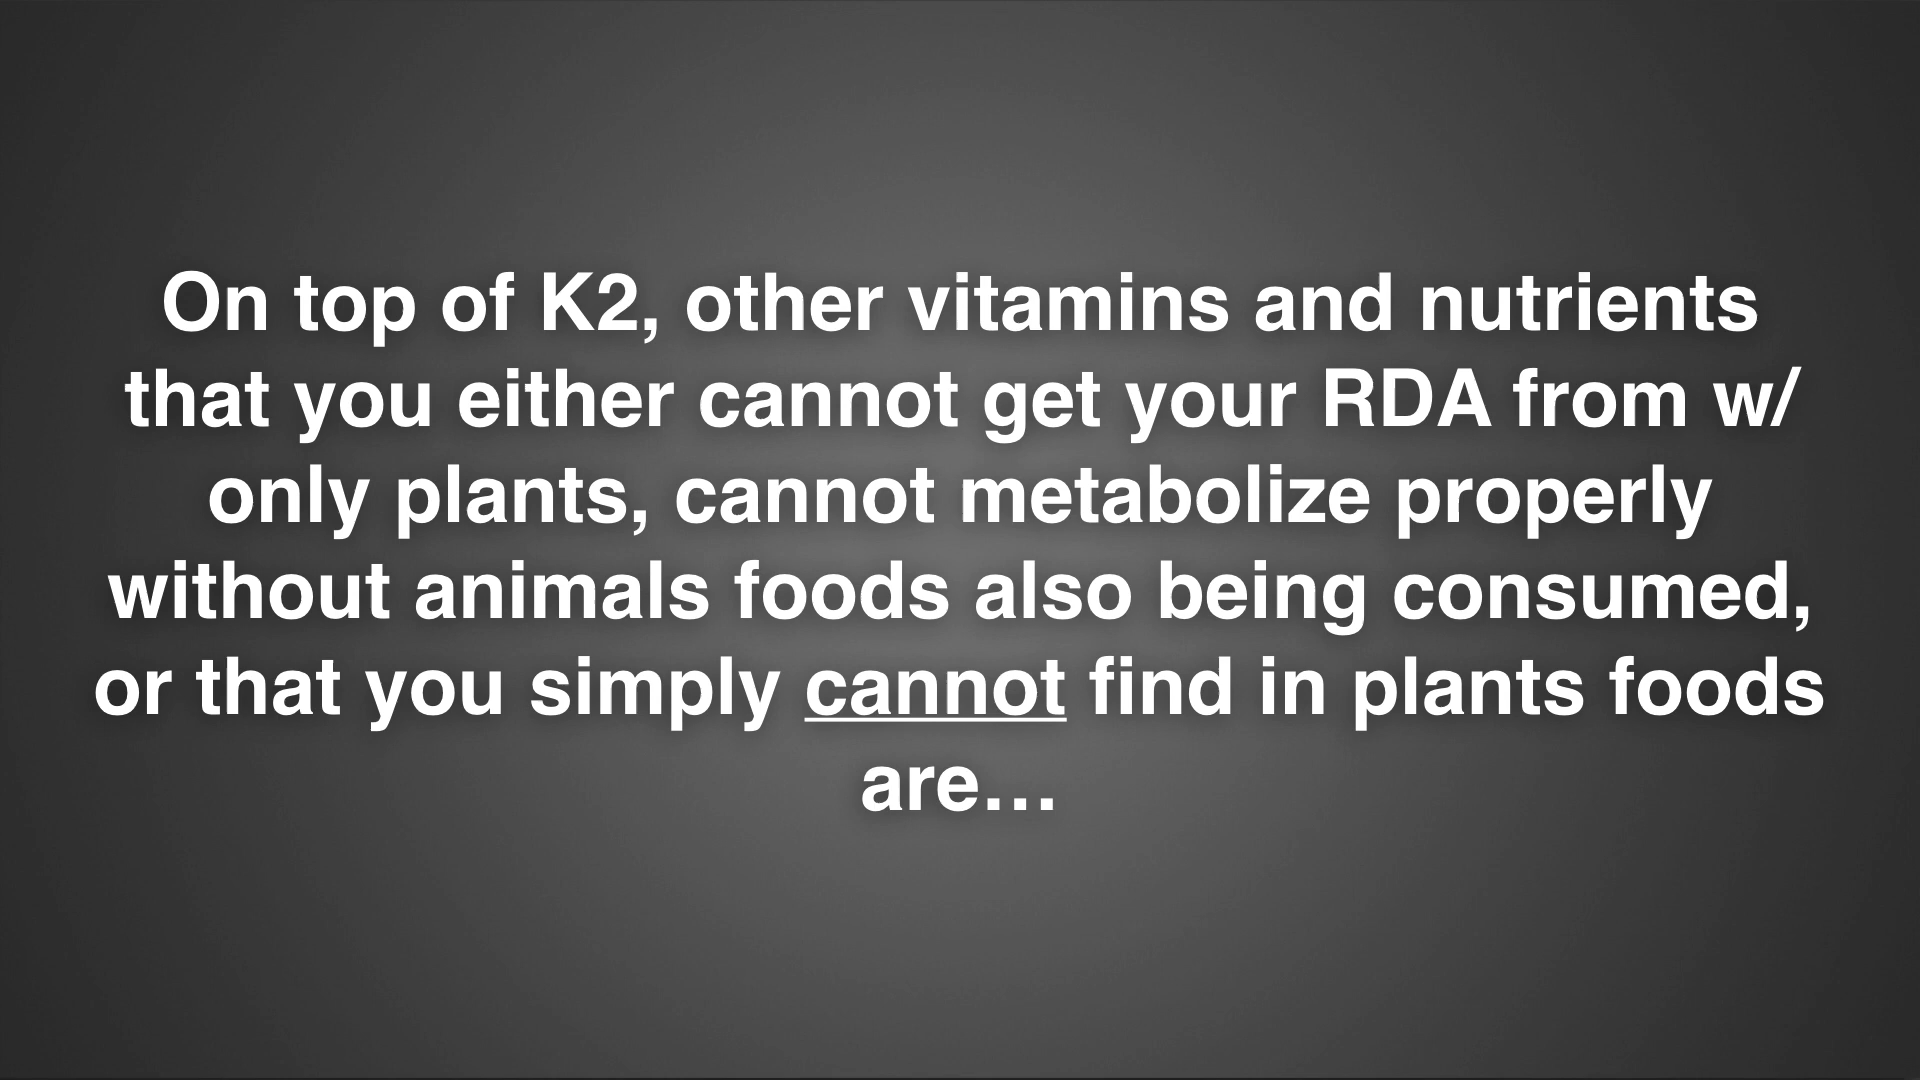 On top of K2, other vitamins and nutrients
that you either cannot get your RDA from w/
only plants, cannot metabolize properly
without animals foods also being consumed,
or that you simply cannot find in plants foods
are…